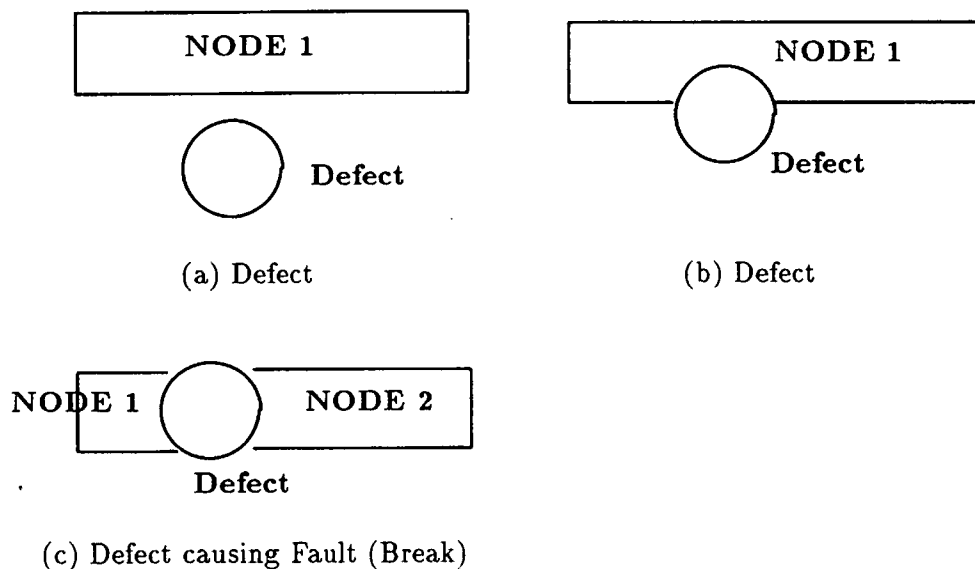 NODE 1
Defect
(a) Defect
NODE 1
Defect
(b) Defect
NODE 1
NODE 2
Defect
(c) Defect causing Fault (Break)